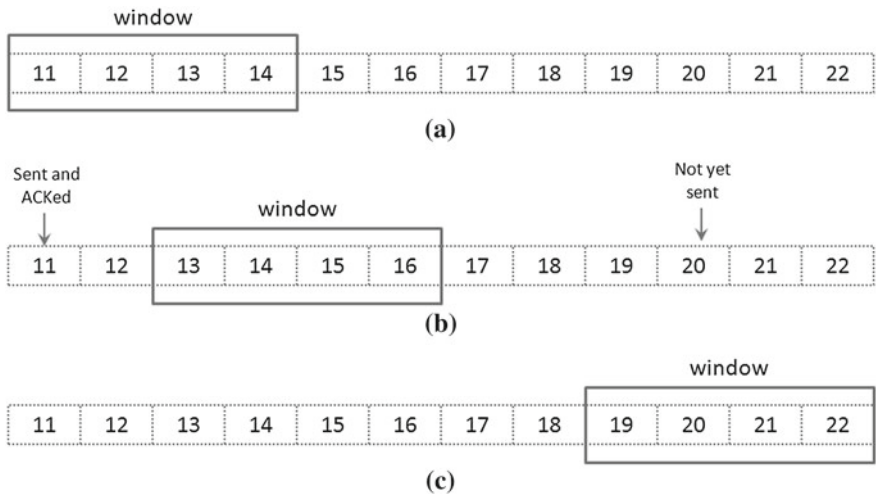 window
11 12 13 14 15 16 17 18 19 20 21 22
(a)
Sent and
ACKed
Not yet
sent
window
11 12 13 14 15 16 17 18 19 20 21 22
(b)
window
11 12 13 14 15 16 17 18 19 20 21 22
(c)